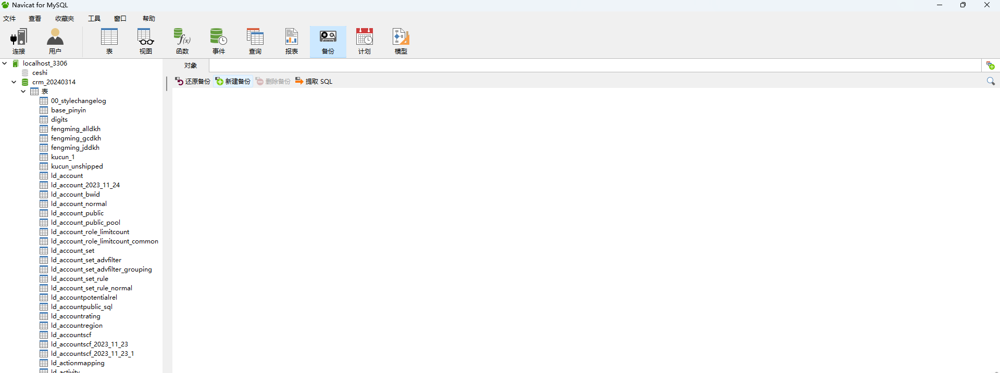 Navicat for MySQL
文件 查看 收藏夹 工具 窗口 帮助
连接 用户 表 视图 f(x) 函数 事件 查询 报表 备份 计划 模型
localhost_3306
对象
ceshi
crm_20240314
还原备份 新建备份 删除备份 提取 SQL
表
00_stylechangelog
base_pinyin
digits
fengming_alldkh
fengming_gcdkh
fengming_jddkh
kucun_1
kucun_unshipped
ld_account
ld_account_2023_11_24
ld_account_bwid
ld_account_normal
ld_account_public
ld_account_public_pool
ld_account_role_limitcount
ld_account_role_limitcount_common
ld_account_set
ld_account_set_advfilter
ld_account_set_advfilter_grouping
ld_account_set_rule
ld_account_set_rule_normal
ld_accountpotentialrel
ld_accountpublic_sql
ld_accountrating
ld_accountregion
ld_accountscf
ld_accountscf_2023_11_23
ld_accountscf_2023_11_23_1
ld_actionmapping
ld_activity